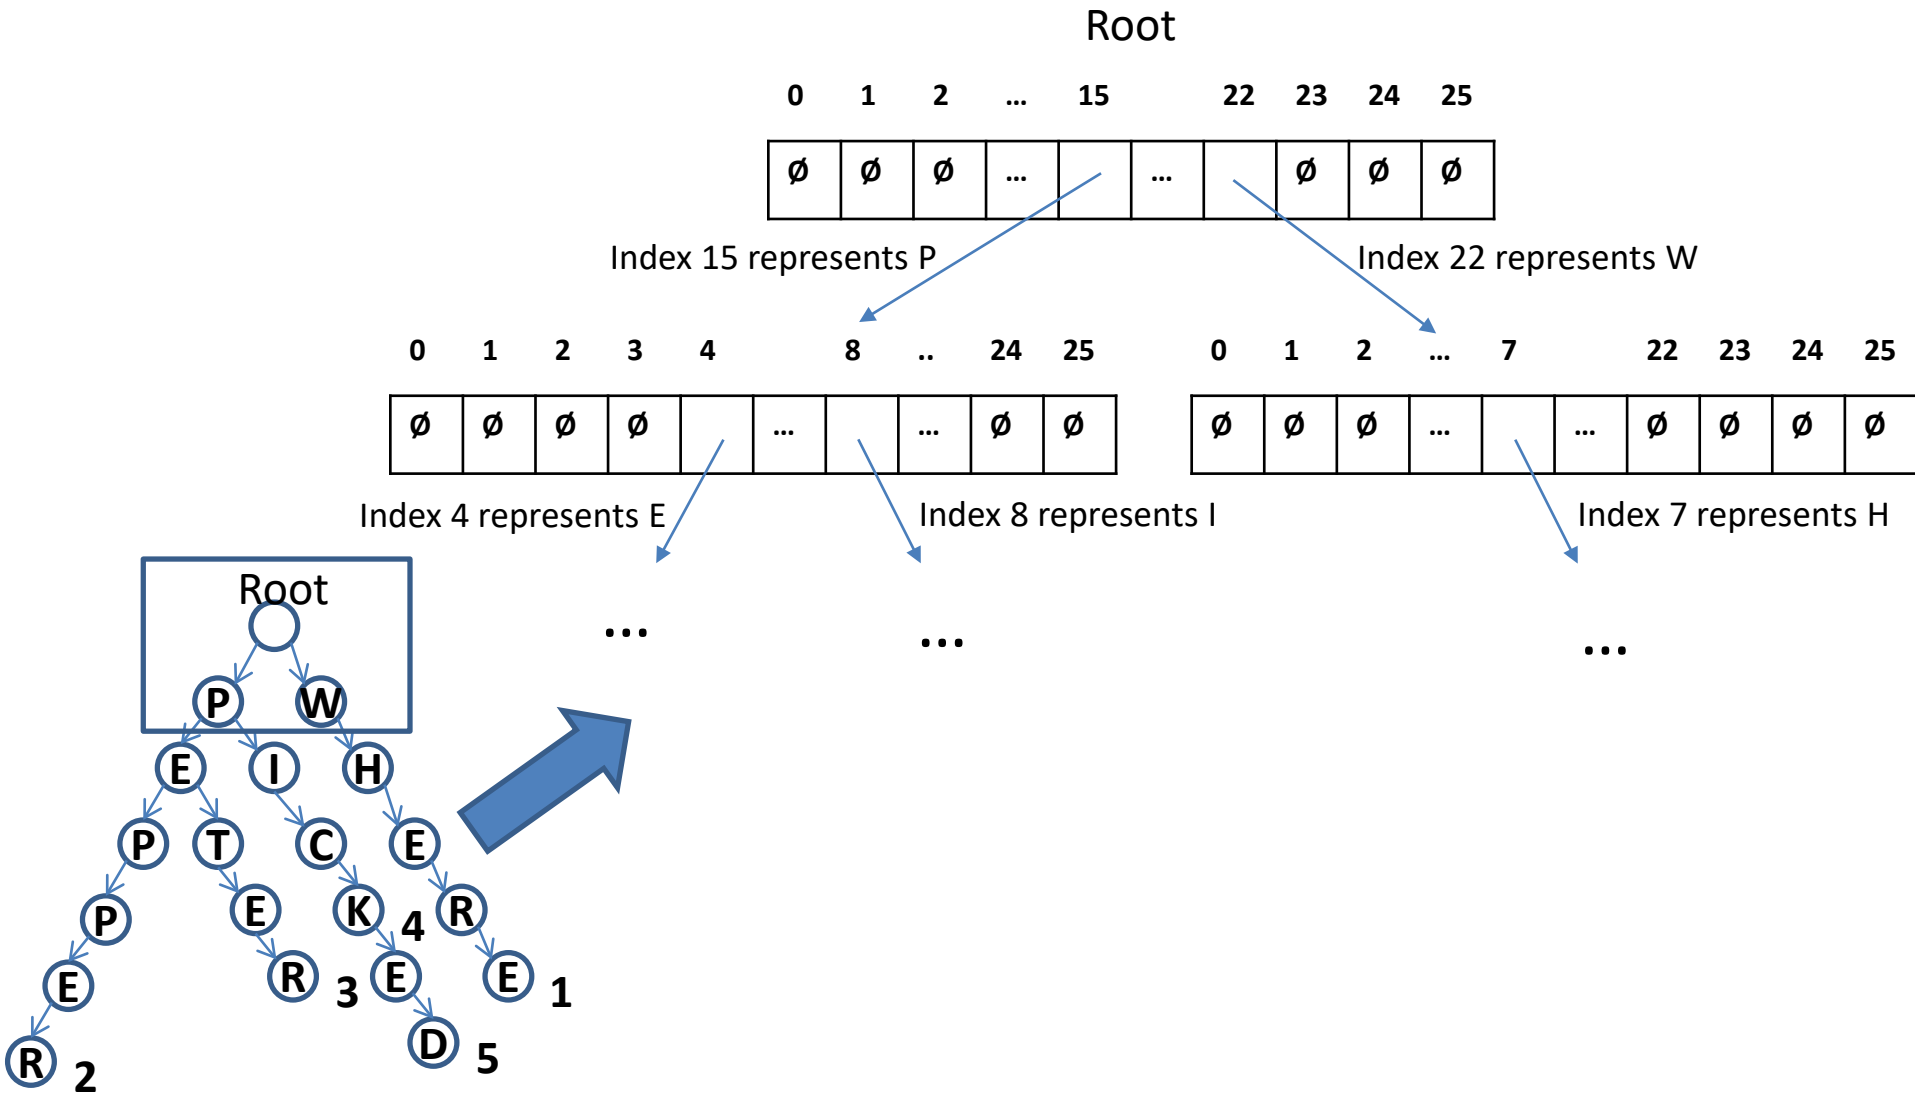 Root
0 1 2 … 15 22 23 24 25
Ø Ø Ø … … Ø Ø Ø
Index 15 represents P
Index 22 represents W
0 1 2 3 4 8 .. 24 25
Ø Ø Ø Ø … … Ø Ø
0 1 2 … 7 22 23 24 25
Ø Ø Ø … … Ø Ø Ø Ø
Index 4 represents E
Index 8 represents I
Index 7 represents H
… … …
Root
P W
E I H
P T C E
P E K 4 R
E R 3 E E 1
R 2 D 5